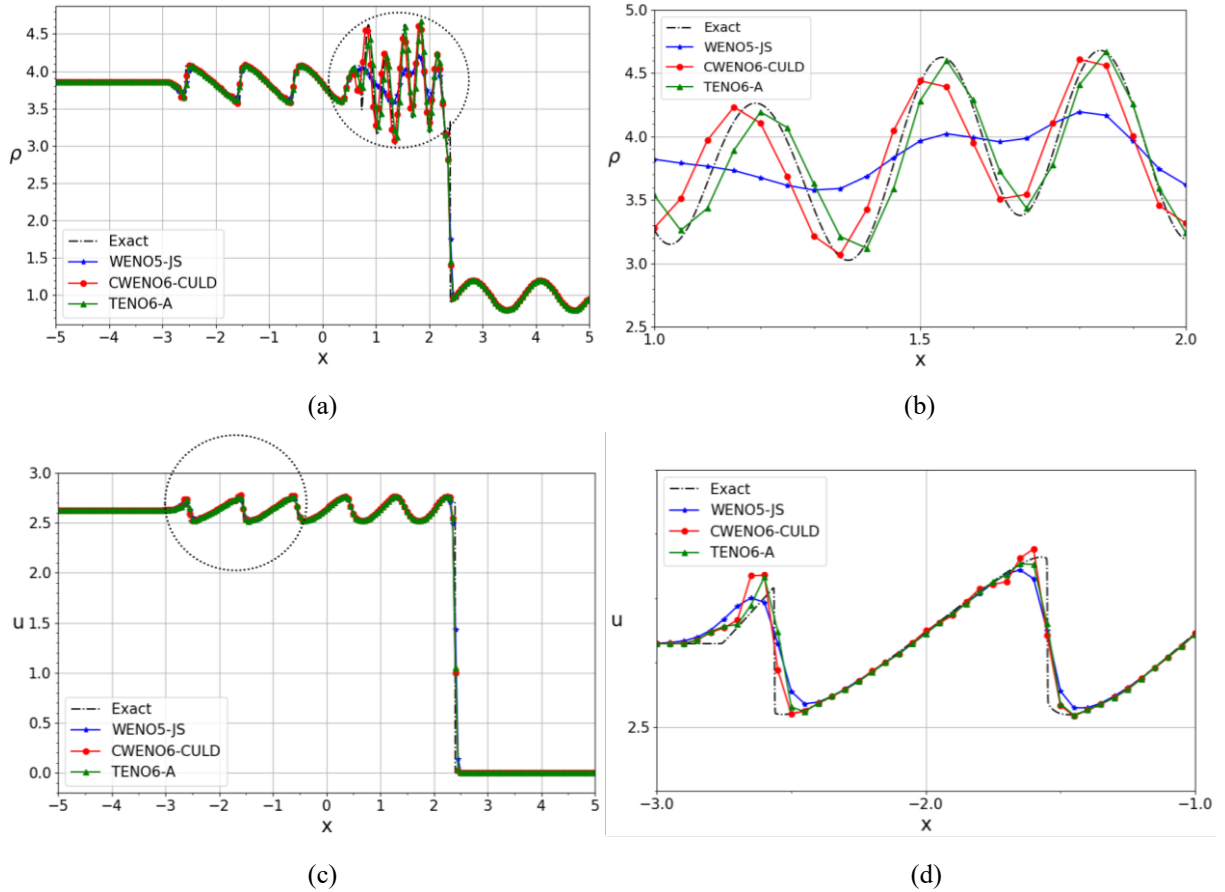 4.5
4.0
3.5
3.0
ρ
2.5
2.0
1.5
1.0
Exact
WENO5-JS
CWENO6-CULD
TENO6-A
−5 −4 −3 −2 −1 0 1 2 3 4 5
x
(a)
5.0
4.5
4.0
ρ
3.5
3.0
2.5
Exact
WENO5-JS
CWENO6-CULD
TENO6-A
1.0 1.5 2.0
x
(b)
3.0
2.5
2.0
1.5
u
1.0
0.5
0.0
Exact
WENO5-JS
CWENO6-CULD
TENO6-A
−5 −4 −3 −2 −1 0 1 2 3 4 5
x
(c)
Exact
WENO5-JS
CWENO6-CULD
TENO6-A
u
2.5
−3.0 −2.0 −1.0
x
(d)